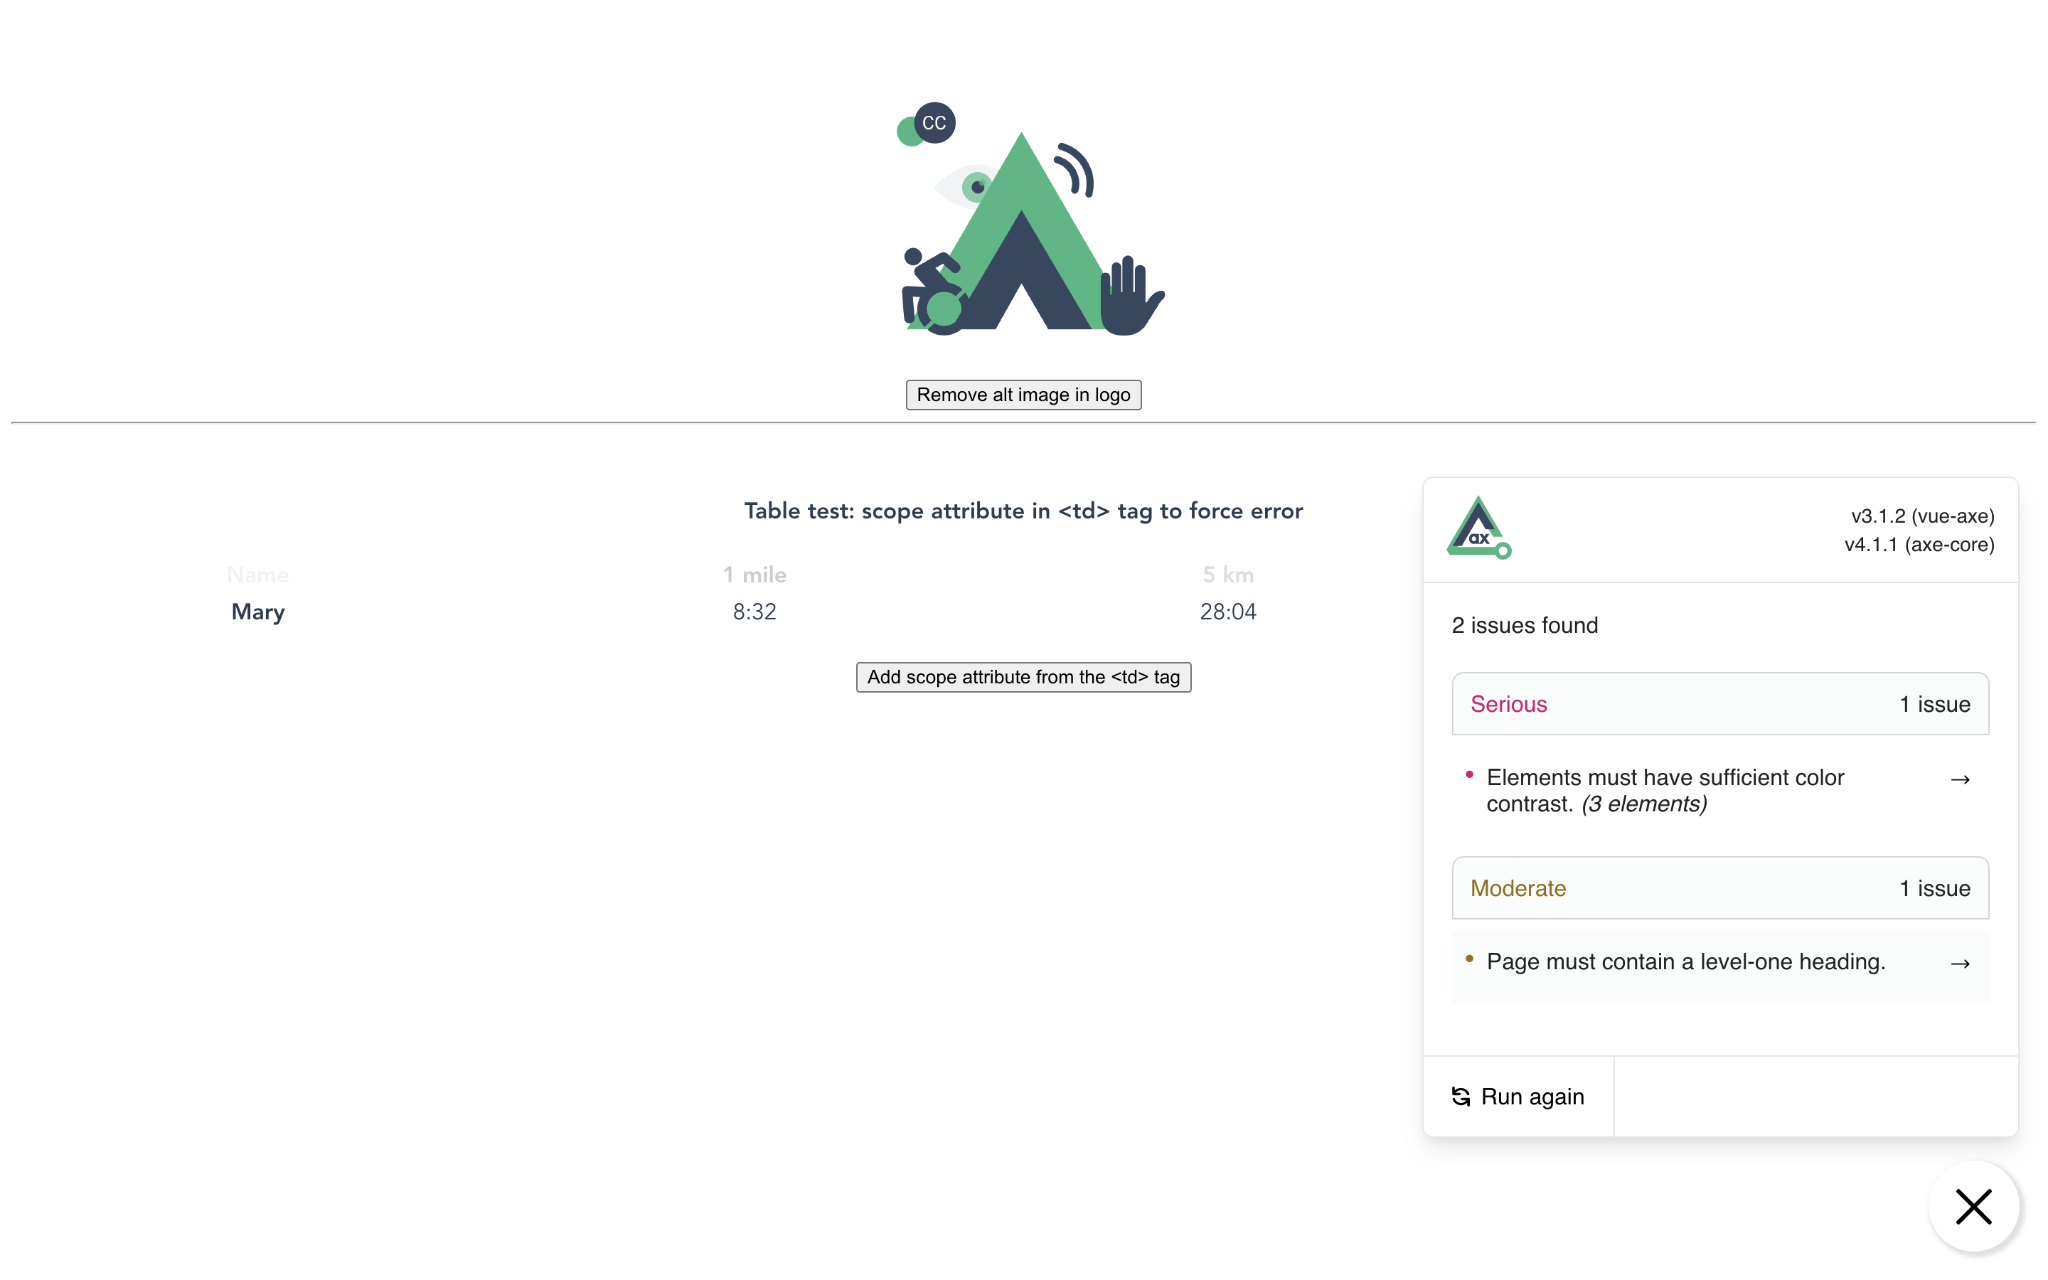 CC
Remove alt image in logo
Table test: scope attribute in <td> tag to force error
Name 1 mile 5 km
Mary 8:32 28:04
Add scope attribute from the <td> tag
ax
v3.1.2 (vue-axe)
v4.1.1 (axe-core)
2 issues found
Serious 1 issue
• Elements must have sufficient color →
contrast. (3 elements)
Moderate 1 issue
• Page must contain a level-one heading. →
Run again